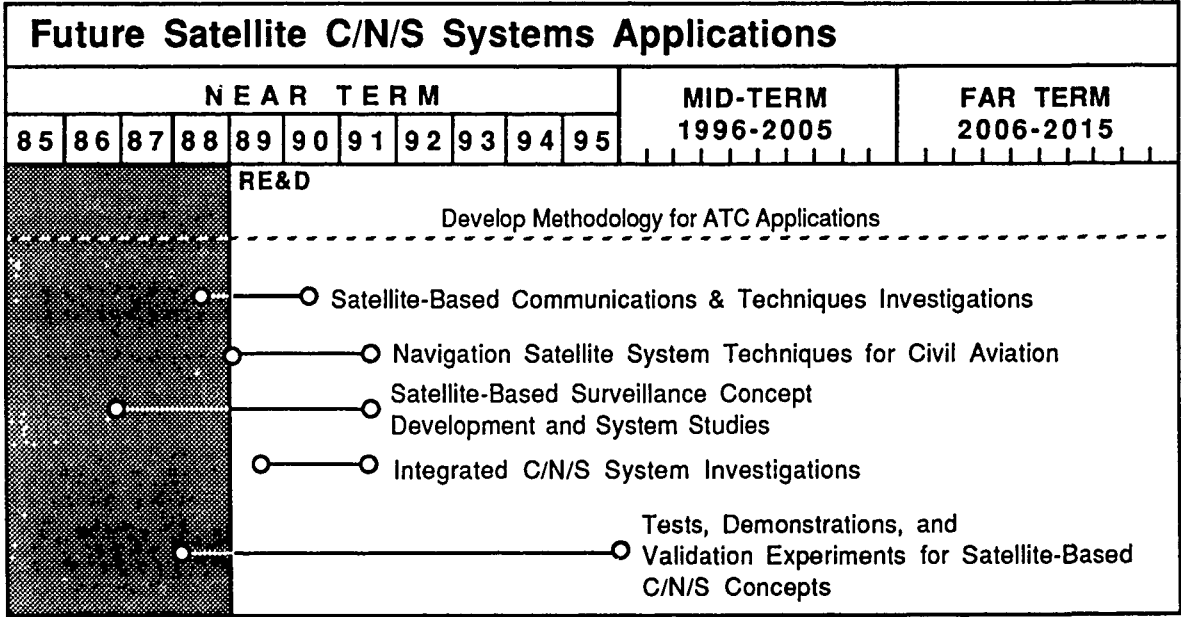 Future Satellite C/N/S Systems Applications
NEAR TERM
MID-TERM
1996-2005
FAR TERM
2006-2015
85 86 87 88 89 90 91 92 93 94 95
RE&D
Develop Methodology for ATC Applications
Satellite-Based Communications & Techniques Investigations
Navigation Satellite System Techniques for Civil Aviation
Satellite-Based Surveillance Concept
Development and System Studies
Integrated C/N/S System Investigations
Tests, Demonstrations, and
Validation Experiments for Satellite-Based
C/N/S Concepts